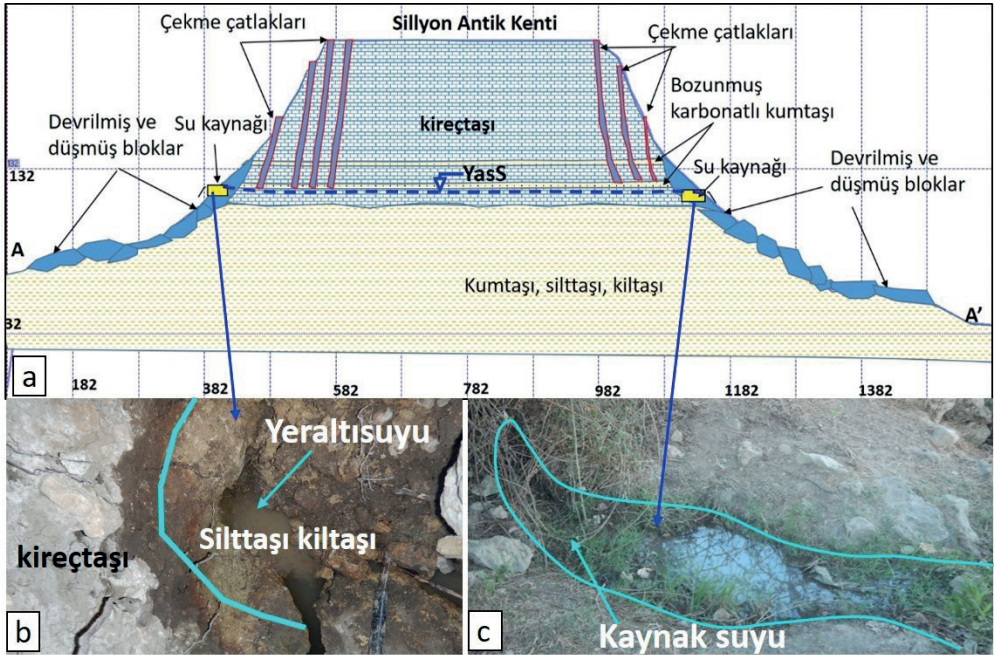 Sillyon Antik Kenti
Çekme çatlakları
Çekme çatlakları
Bozunmuş
karbonatlı kumtaşı
Devrilmiş ve
düşmüş bloklar
Su kaynağı
kireçtaşı
Su kaynağı
132
132
YasS
Devrilmiş ve
düşmüş bloklar
A
Kumtaşı, silttaşı, kiltaşı
A'
32
a
182
382
582
782
982
1182
1382
Yeraltısuyu
Silttaşı kiltaşı
kireçtaşı
b
c
Kaynak suyu